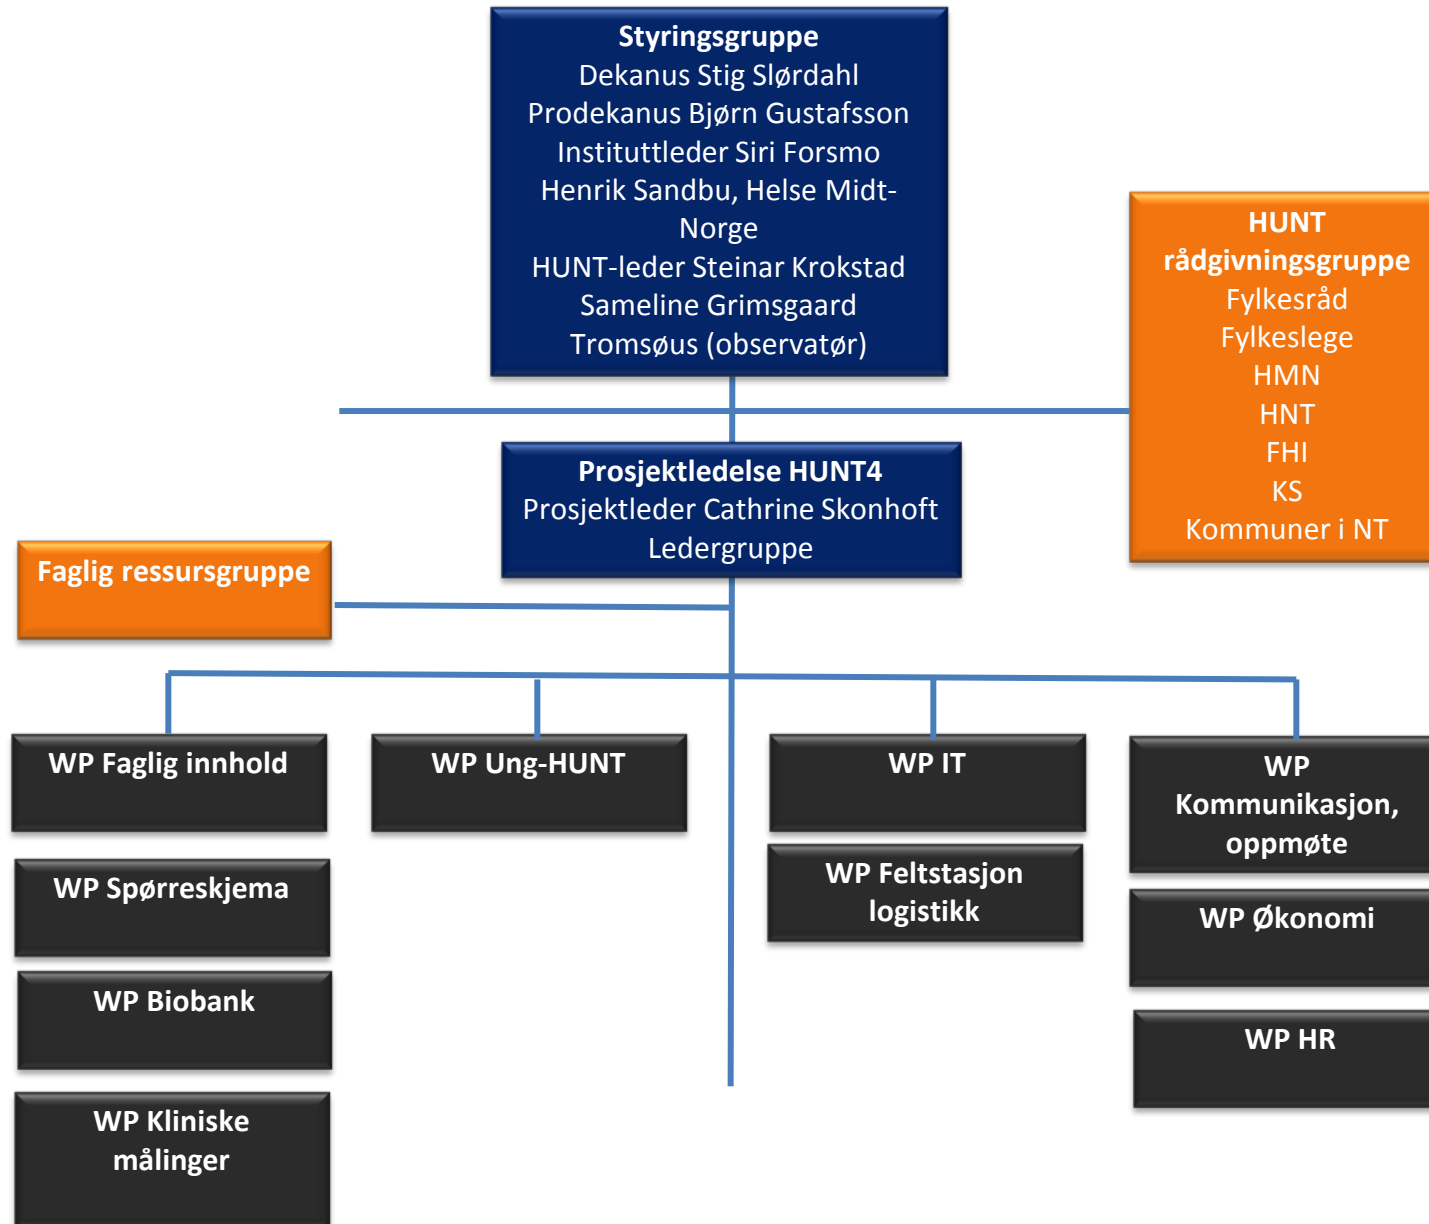 Styringsgruppe
Dekanus Stig Slørdahl
Prodekanus Bjørn Gustafsson
Instituttleder Siri Forsmo
Henrik Sandbu, Helse Midt-
Norge
HUNT-leder Steinar Krokstad
Sameline Grimsgaard
Tromsøus (observatør)
HUNT
rådgivningsgruppe
Fylkesråd
Fylkeslege
HMN
HNT
FHI
KS
Kommuner i NT
Prosjektledelse HUNT4
Prosjektleder Cathrine Skonhoft
Ledergruppe
Faglig ressursgruppe
WP Faglig innhold
WP Spørreskjema
WP Biobank
WP Kliniske
målinger
WP Ung-HUNT
WP IT
WP Feltstasjon
logistikk
WP
Kommunikasjon,
oppmøte
WP Økonomi
WP HR